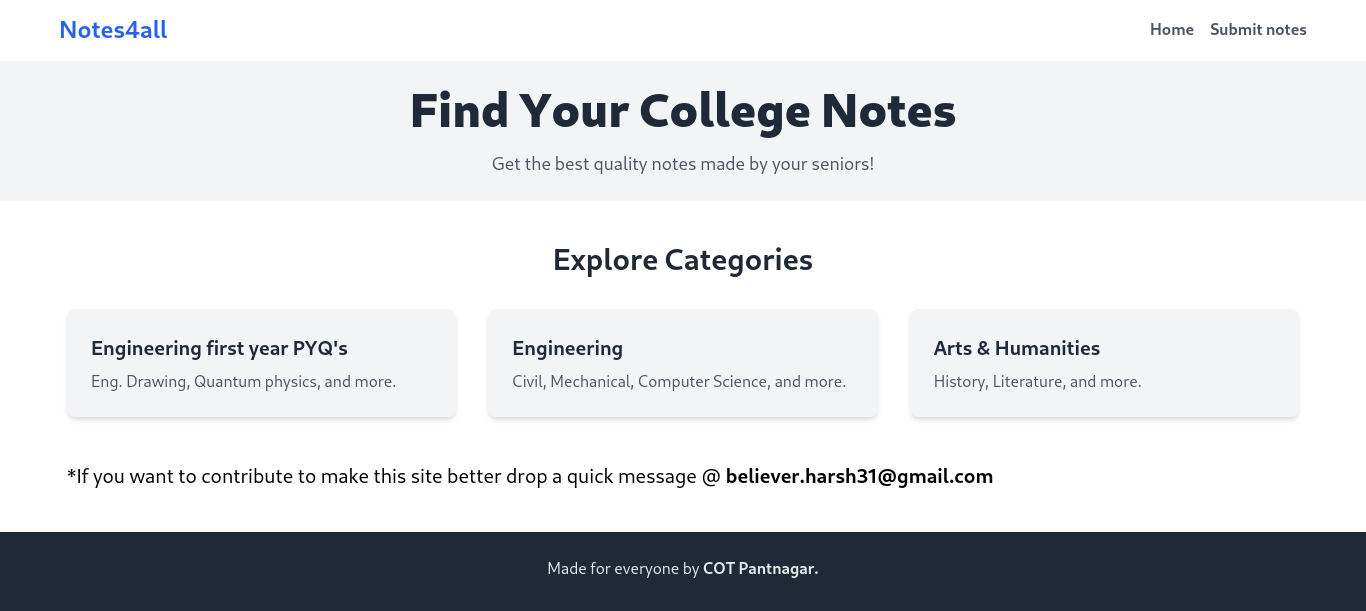 Notes4all
Home Submit notes
Find Your College Notes
Get the best quality notes made by your seniors!
Explore Categories
Engineering first year PYQ's
Eng. Drawing, Quantum physics, and more.
Engineering
Civil, Mechanical, Computer Science, and more.
Arts & Humanities
History, Literature, and more.
*If you want to contribute to make this site better drop a quick message @ believer.harsh31@gmail.com
Made for everyone by COT Pantnagar.